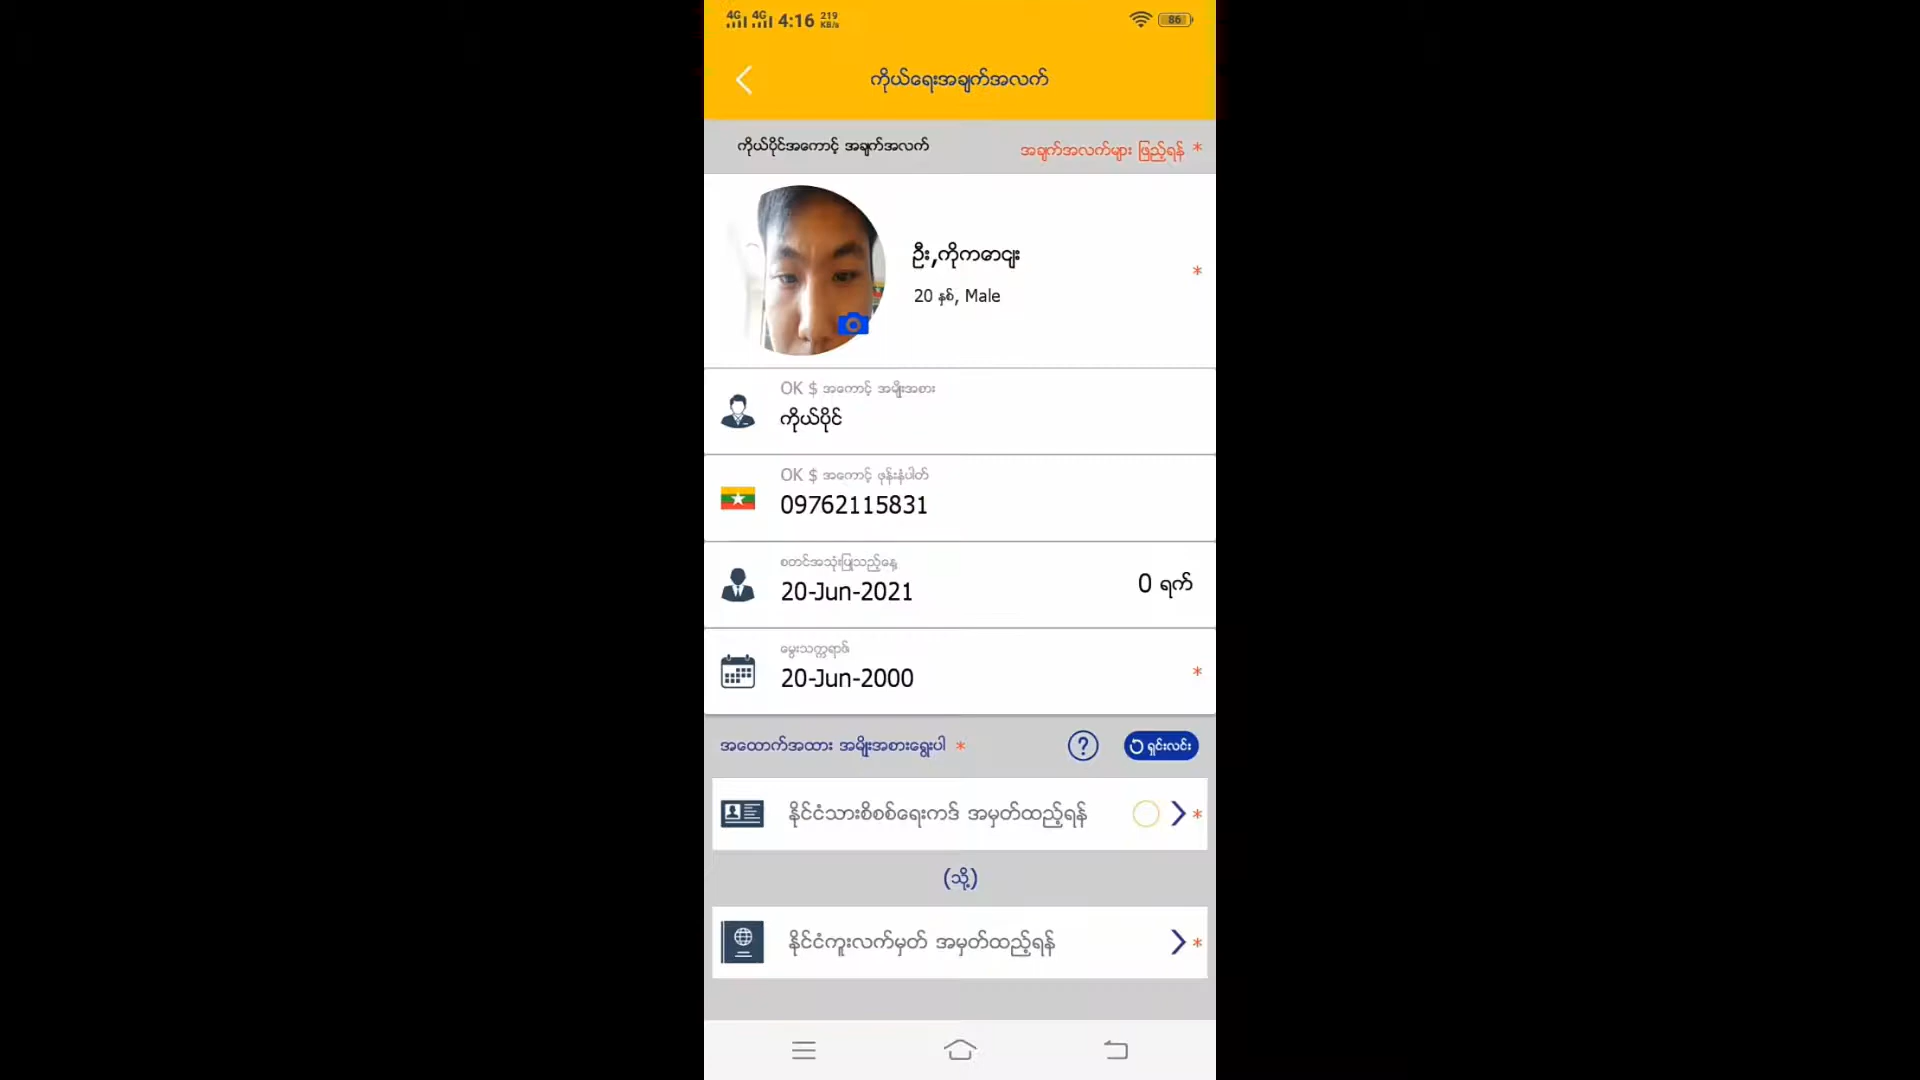 4G 4G 4:16 219 KB/s 86
ကိုယ်ရေးအချက်အလက်
ကိုယ်ပိုင်အကောင့် အချက်အလက်
အချက်အလက်များ ဖြည့်ရန် *
ဦး,ကိုကောငျး
*
20 နှစ်, Male
OK $ အကောင့် အမျိုးအစား
ကိုယ်ပိုင်
OK $ အကောင့် ဖုန်းနံပါတ်
09762115831
စတင်အသုံးပြုသည့်နေ့
20-Jun-2021
0 ရက်
မွေးသက္ကရာဇ်
20-Jun-2000
*
အထောက်အထား အမျိုးအစားရွေးပါ *
? ရှင်းလင်း
နိုင်ငံသားစိစစ်ရေးကဒ် အမှတ်ထည့်ရန် *
(သို့)
နိုင်ငံကူးလက်မှတ် အမှတ်ထည့်ရန် *